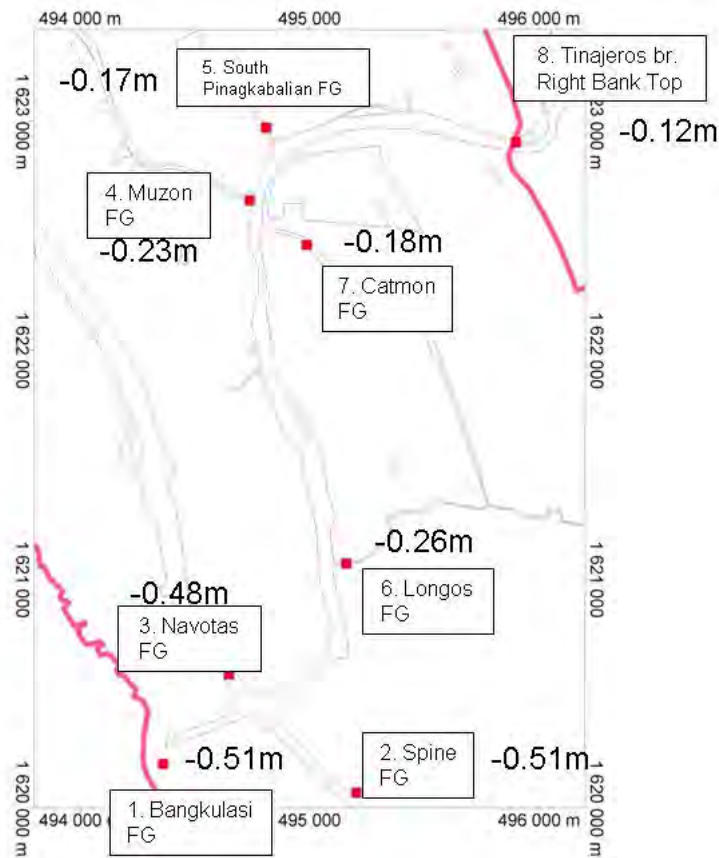 494 000 m
495 000
496 000 m
5. South
Pinagkabalian FG
8. Tinajeros br.
Right Bank Top
-0.17m
1 623 000 m
1 623 000 m
-0.12m
4. Muzon
FG
-0.23m
-0.18m
7. Catmon
FG
1 622 000
1 622 000
-0.26m
1 621 000
1 621 000
6. Longos
FG
-0.48m
3. Navotas
FG
-0.51m
2. Spine
FG
-0.51m
1 620 000 m
1 620 000 m
494 000 m
495 000
496 000 m
1. Bangkulasi
FG